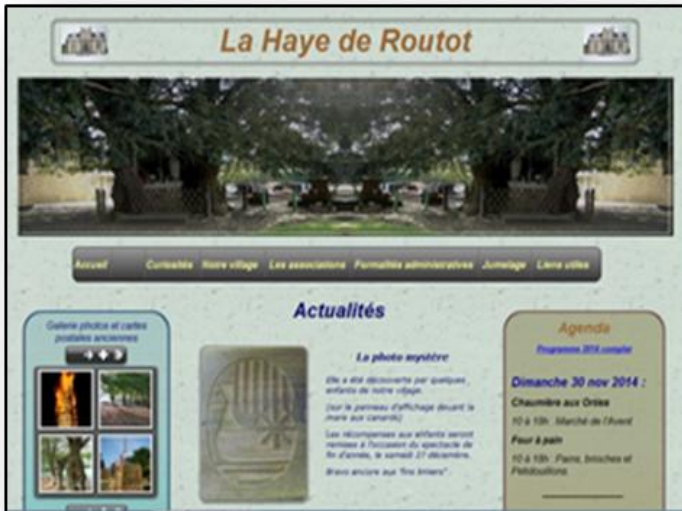 La Haye de Routot
Accueil Curiosités Notre village Les associations Formalités administratives Jumelage Liens utiles
Galerie photos et cartes
postales anciennes
Actualités
La photo mystère
Elle a été découverte par quelques
enfants de notre village.
(sur le panneau d'affichage devant la
mare aux canards)
Les récompenses aux enfants seront
remises à l'occasion du spectacle de
fin d'année, le samedi 27 décembre.
Bravo encore aux "fins limiers".
Agenda
Programme 2014 complet
Dimanche 30 nov 2014 :
Chaumière aux Orties
10 à 18h : Marché de l'Avent
Four à pain
10 à 18h : Pains, brioches et